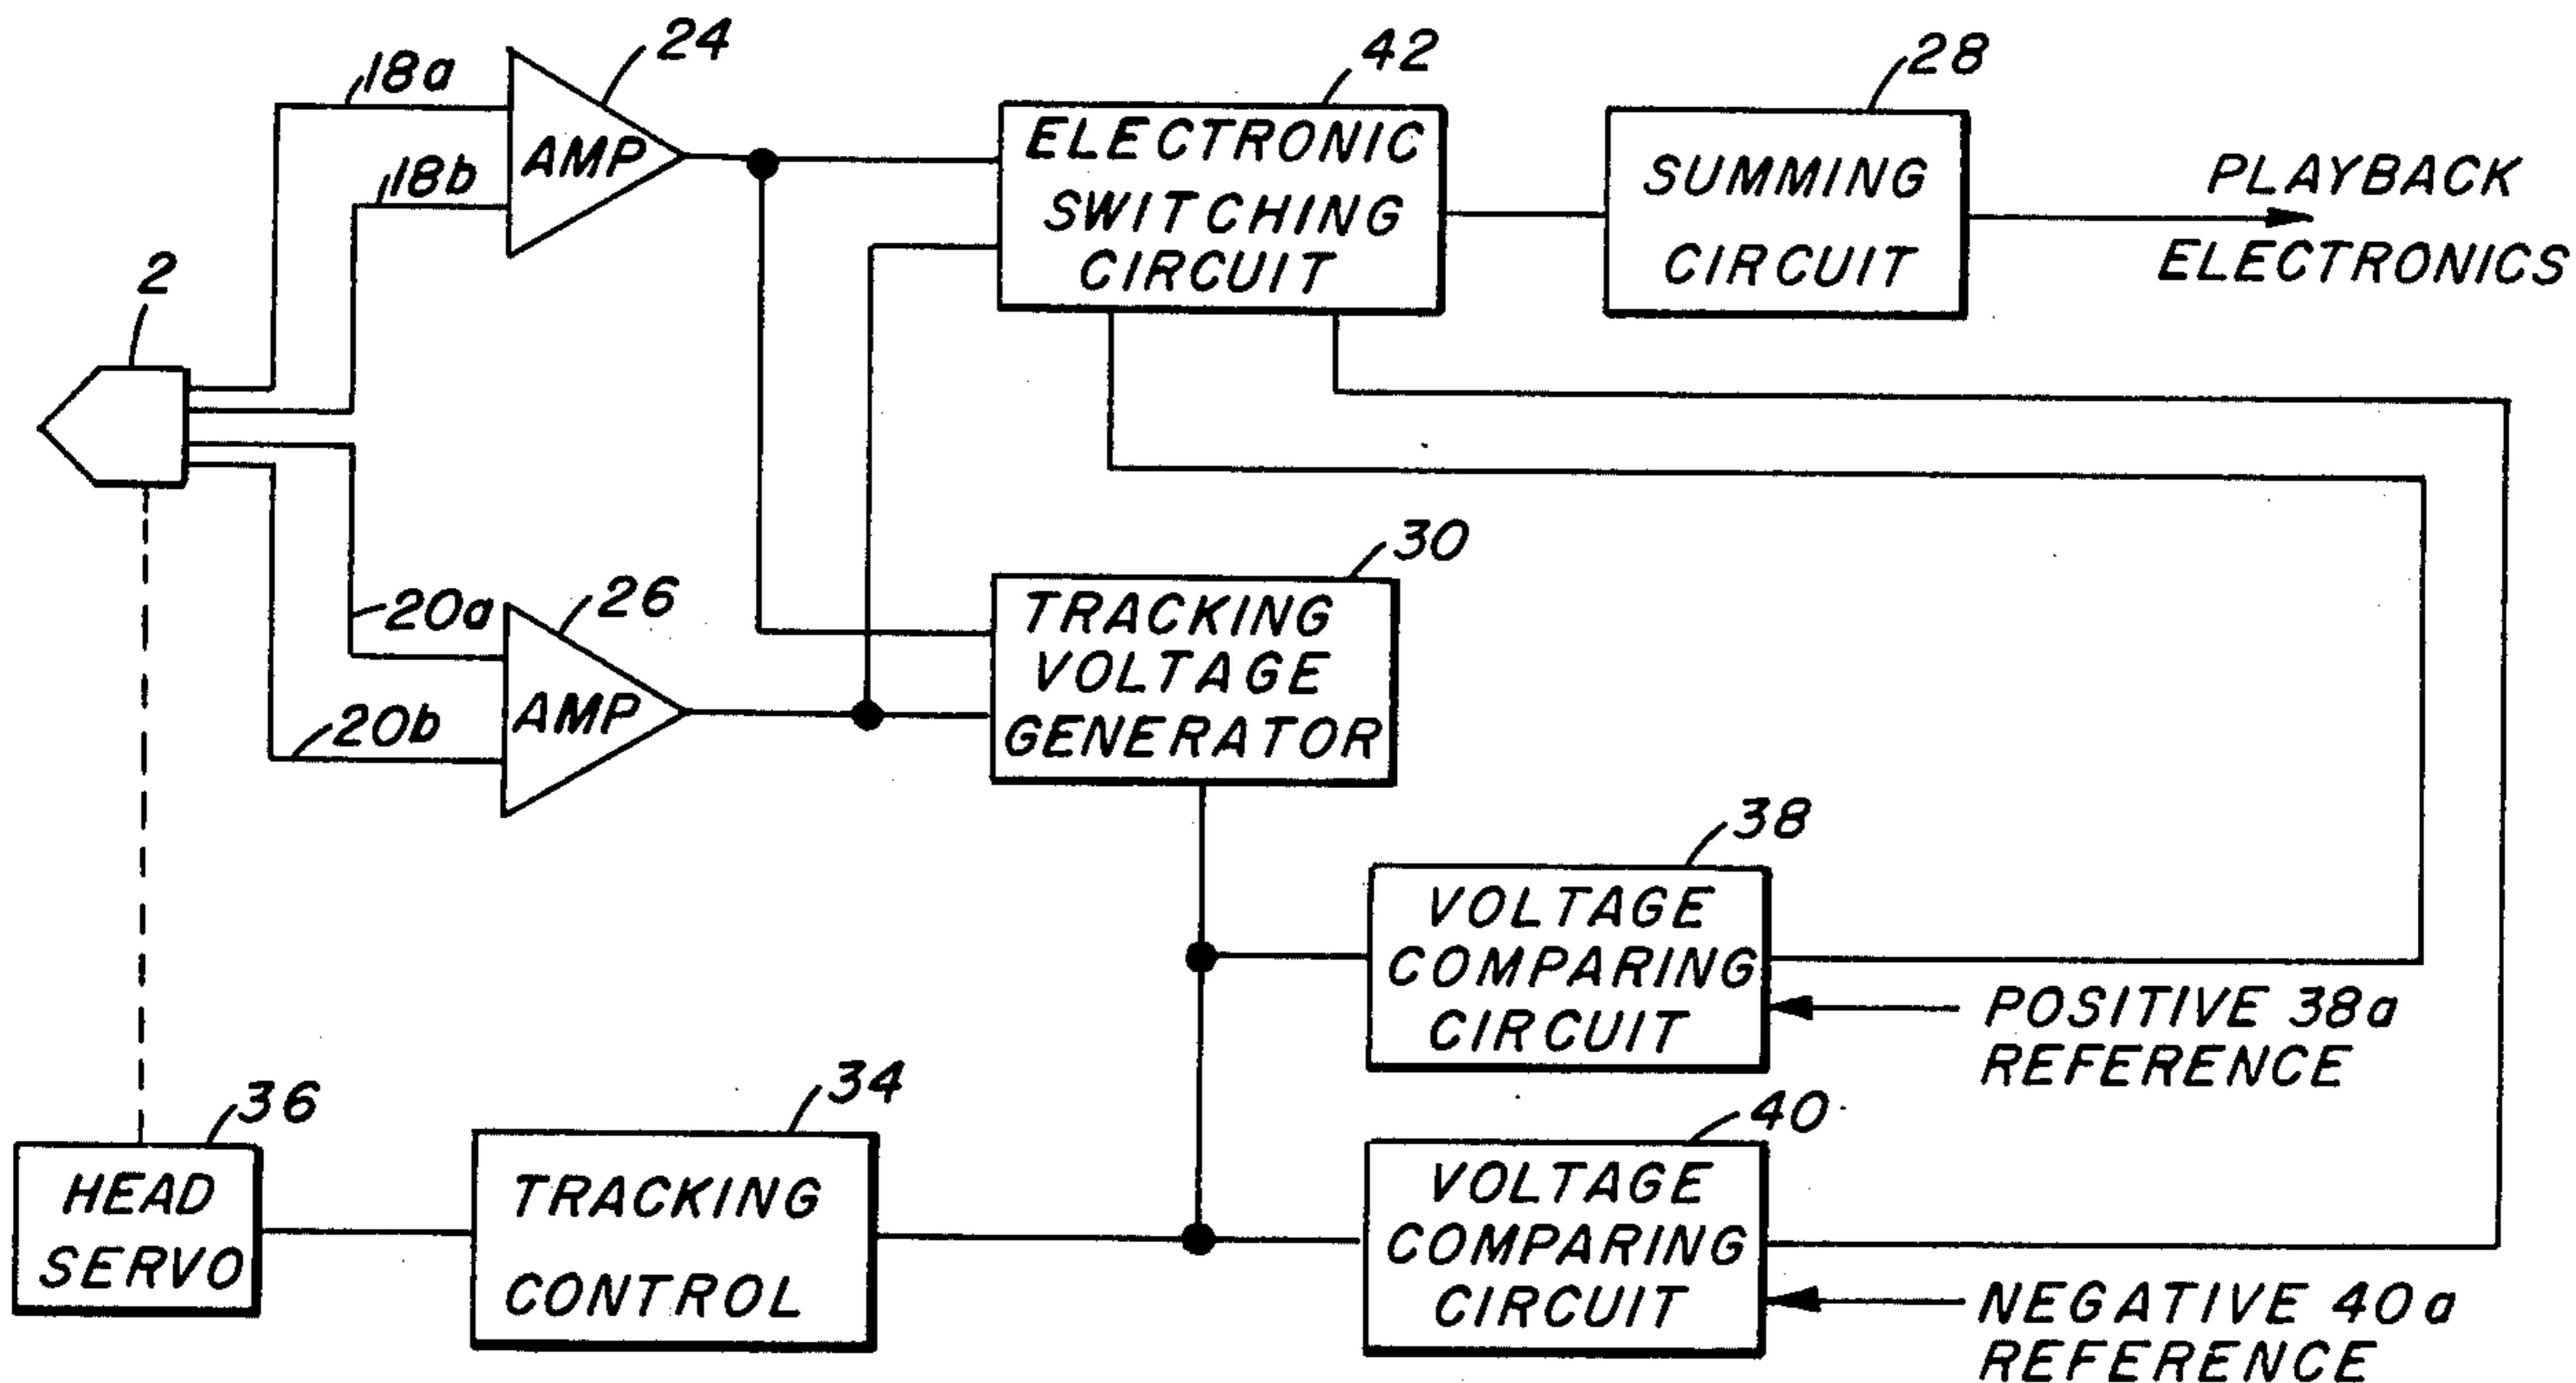 24
42
28
18a
AMP
ELECTRONIC
SWITCHING
CIRCUIT
SUMMING
CIRCUIT
PLAYBACK
ELECTRONICS
18b
2
30
26
20a
AMP
20b
TRACKING
VOLTAGE
GENERATOR
38
VOLTAGE
COMPARING
CIRCUIT
POSITIVE 38a
REFERENCE
36
34
40
HEAD
SERVO
TRACKING
CONTROL
VOLTAGE
COMPARING
CIRCUIT
NEGATIVE 40a
REFERENCE